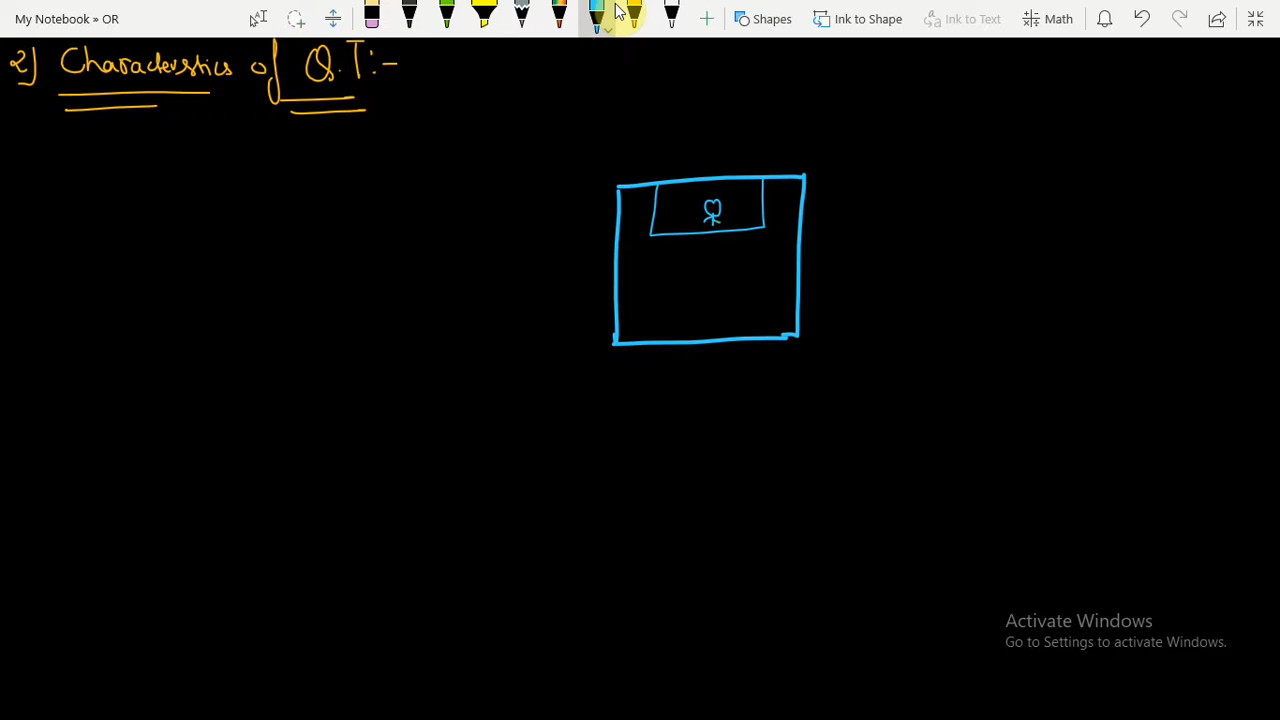 My Notebook » OR
Shapes
Ink to Shape
Ink to Text
Math
2) Characterstics of Q.T:-
Activate Windows
Go to Settings to activate Windows.